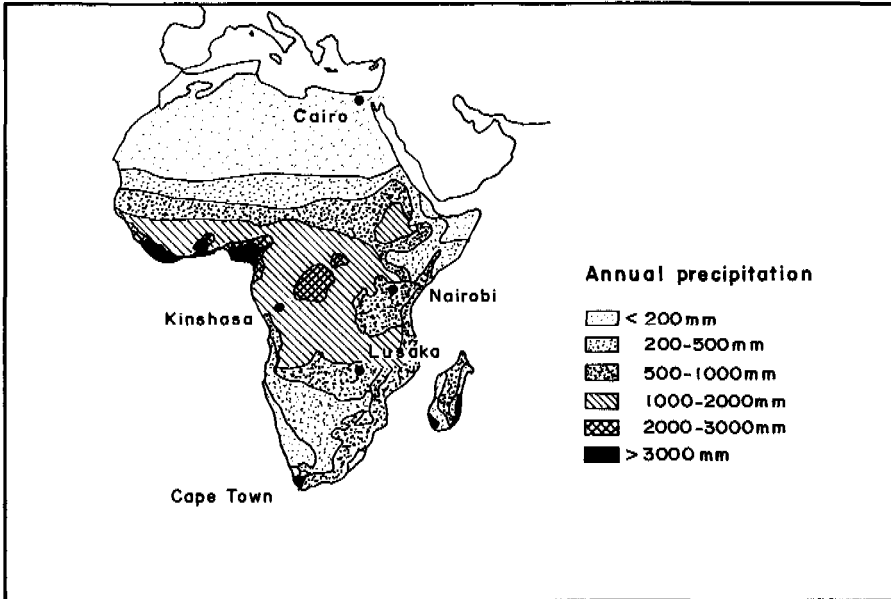 Cairo
Nairobi
Kinshasa
Lusaka
Cape Town
Annual precipitation
< 200mm
200-500mm
500-1000mm
1000-2000mm
2000-3000mm
> 3000 mm